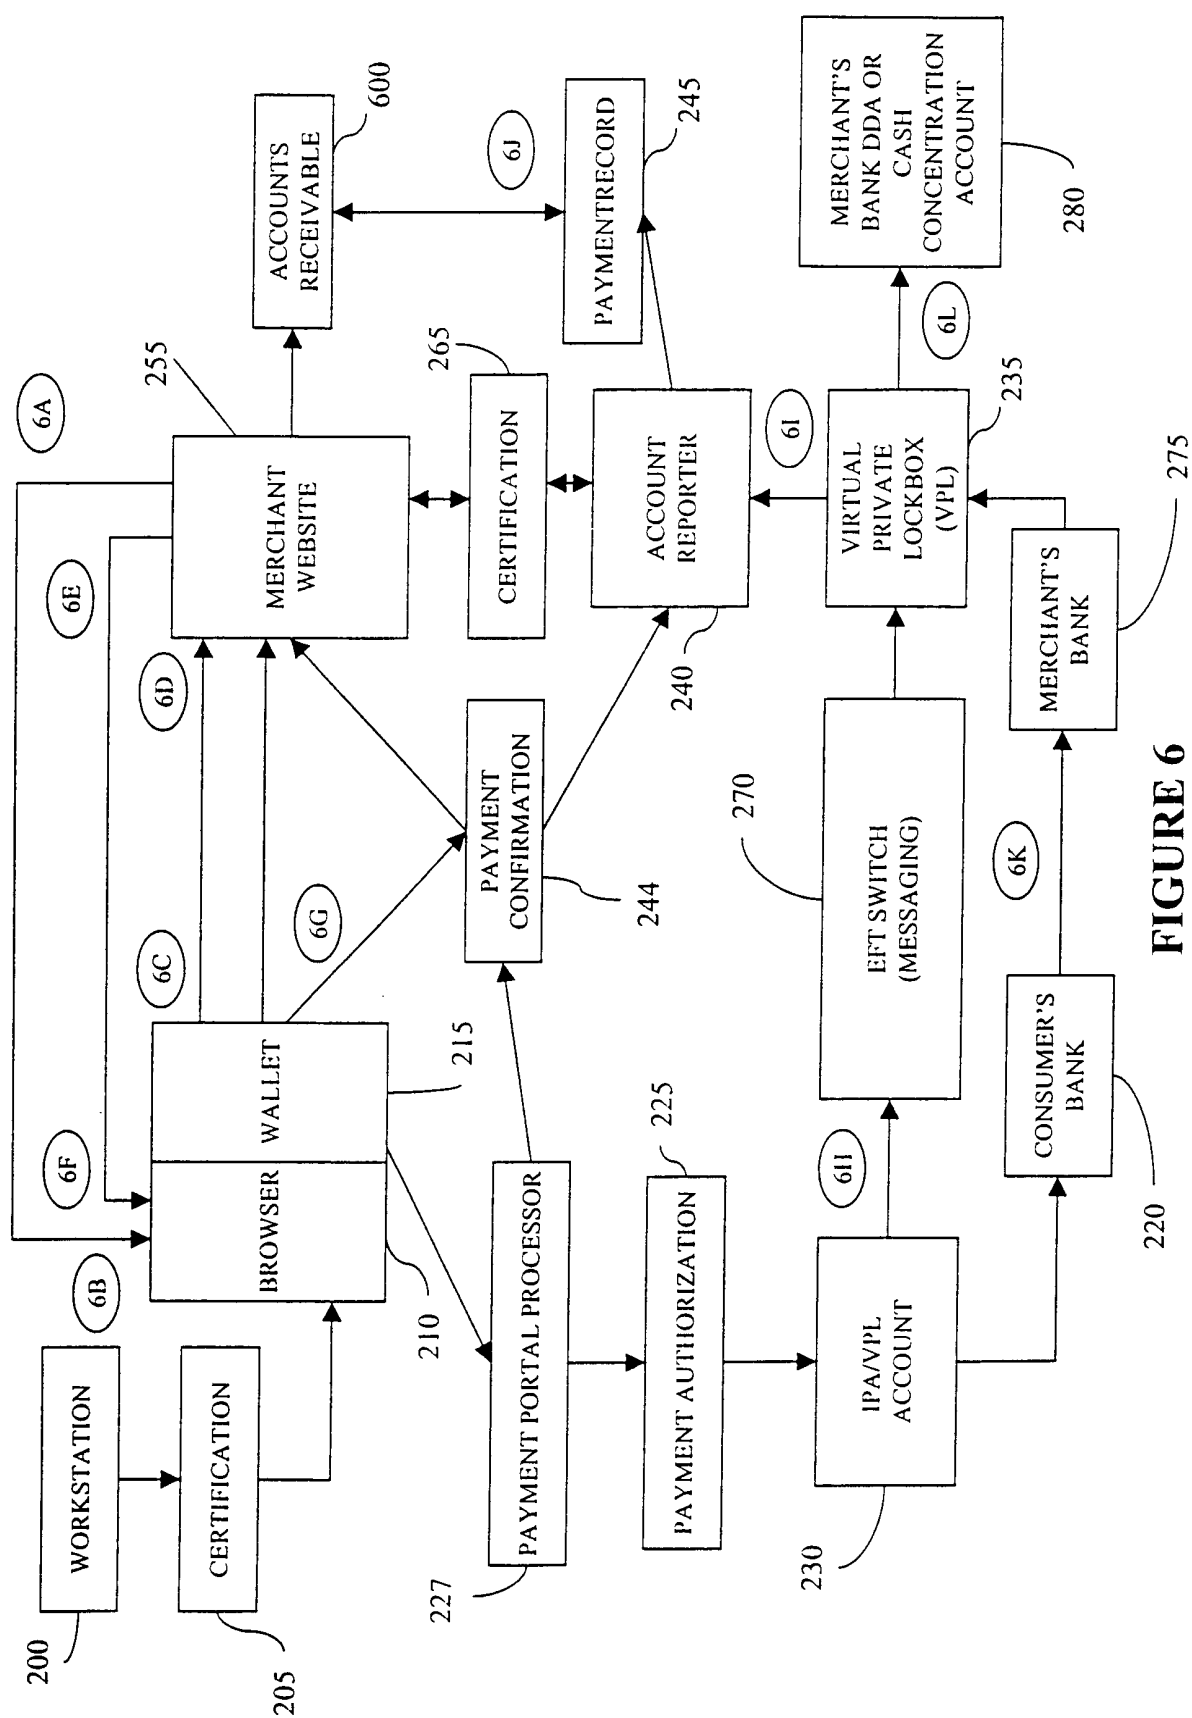 WORKSTATION
200
CERTIFICATION
205
6B
6F
6E
6A
BROWSER
WALLET
210
215
6C
6D
6G
MERCHANT
WEBSITE
255
ACCOUNTS
RECEIVABLE
600
PAYMENT PORTAL PROCESSOR
227
PAYMENT
CONFIRMATION
244
CERTIFICATION
265
6J
PAYMENTRECORD
245
PAYMENT AUTHORIZATION
225
ACCOUNT
REPORTER
240
6I
IPA/VPL
ACCOUNT
230
6H
EFT SWITCH
(MESSAGING)
270
VIRTUAL
PRIVATE
LOCKBOX
(VPL)
235
6L
MERCHANT'S
BANK DDA OR
CASH
CONCENTRATION
ACCOUNT
280
CONSUMER'S
BANK
220
6K
MERCHANT'S
BANK
275
FIGURE 6